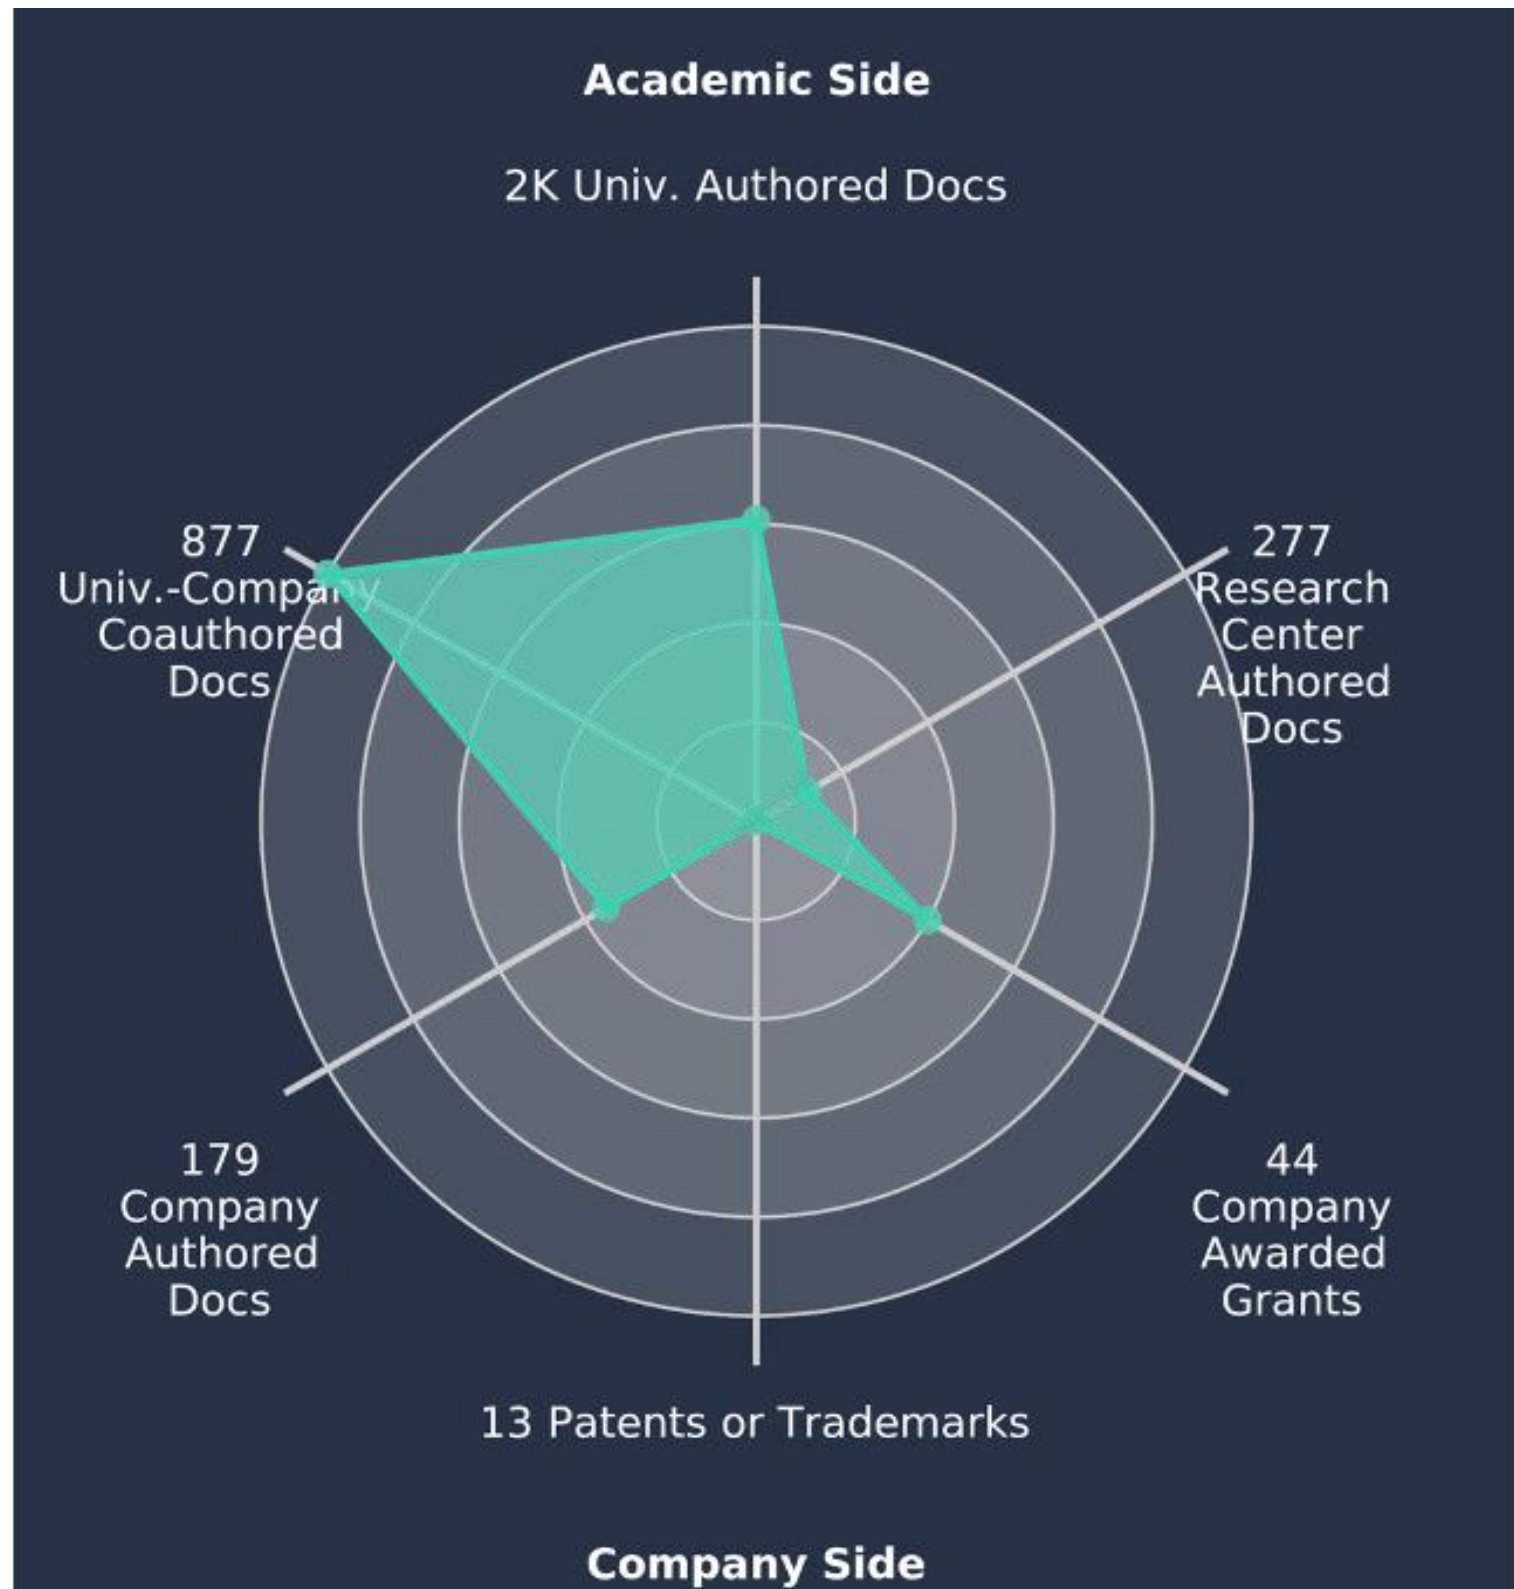 Academic Side
2K Univ. Authored Docs
877
Univ.-Company
Coauthored
Docs
277
Research
Center
Authored
Docs
179
Company
Authored
Docs
44
Company
Awarded
Grants
13 Patents or Trademarks
Company Side